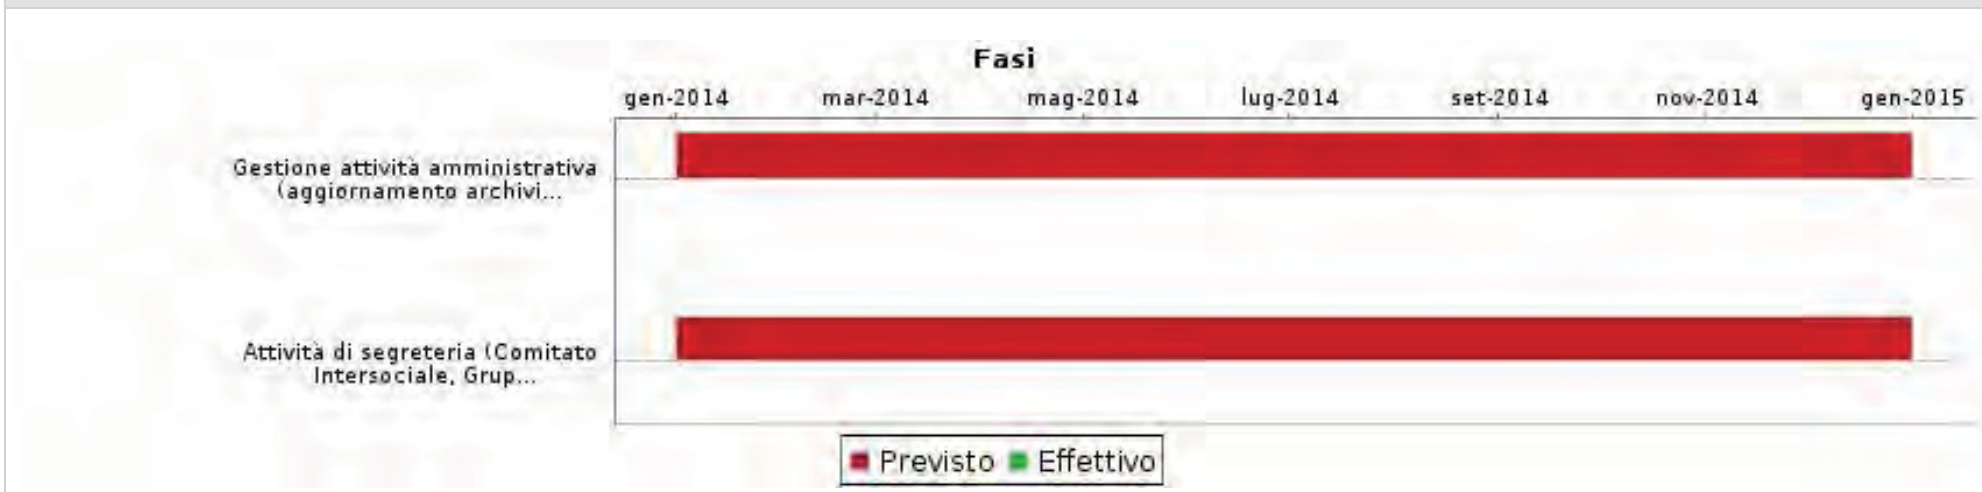 Fasi
gen-2014 mar-2014 mag-2014 lug-2014 set-2014 nov-2014 gen-2015
Gestione attività amministrativa
(aggiornamento archivi...
Attività di segreteria (Comitato
Intersociale, Grup...
Previsto Effettivo